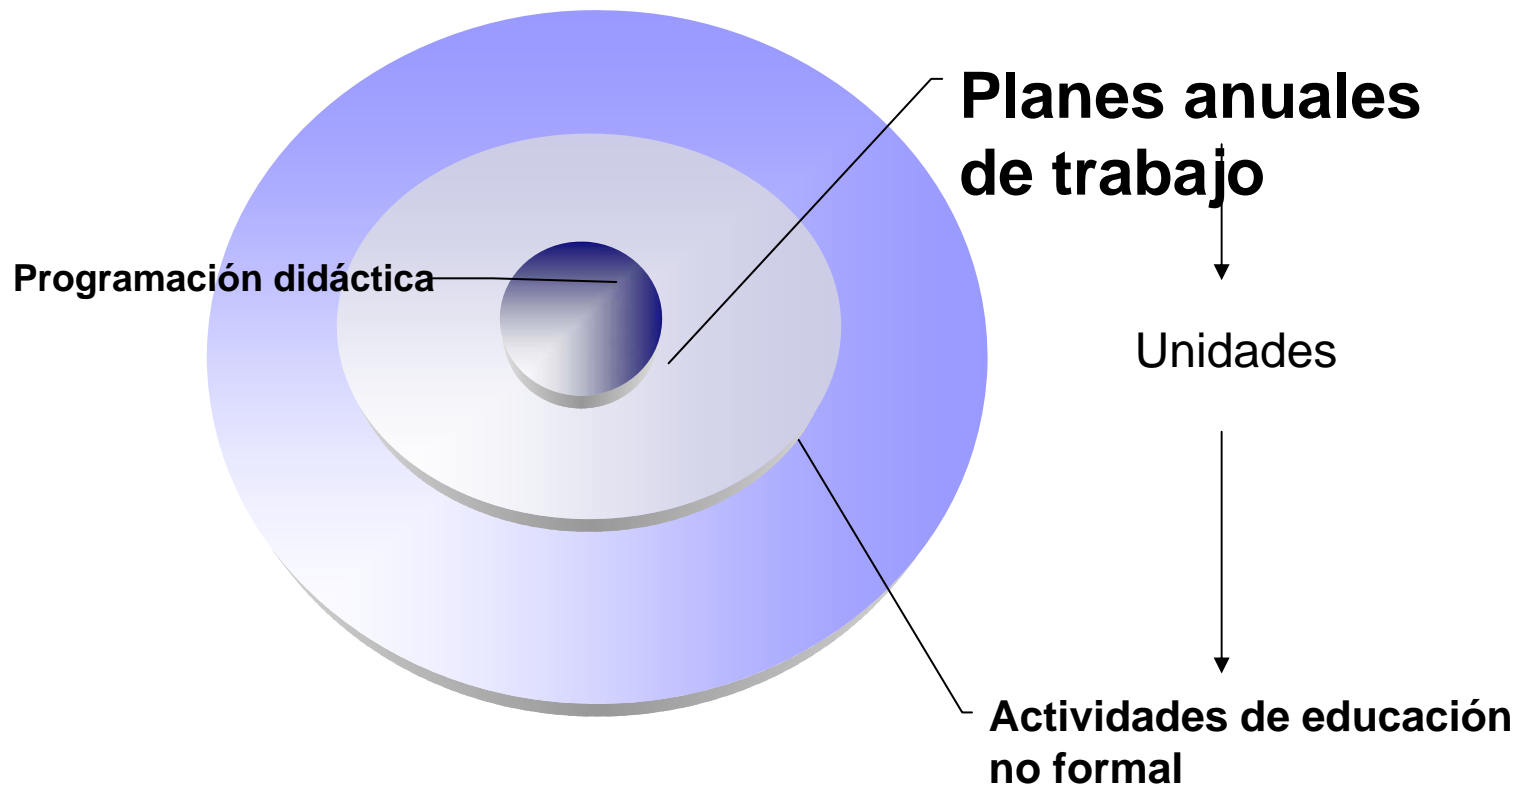 Planes anuales
de trabajo
Programación didáctica
Unidades
Actividades de educación
no formal